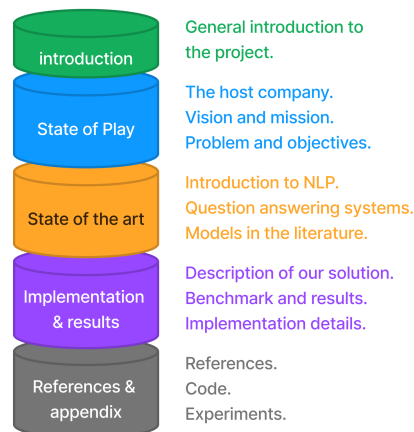 introduction
General introduction to
the project.
State of Play
The host company.
Vision and mission.
Problem and objectives.
State of the art
Introduction to NLP.
Question answering systems.
Models in the literature.
Implementation
& results
Description of our solution.
Benchmark and results.
Implementation details.
References &
appendix
References.
Code.
Experiments.